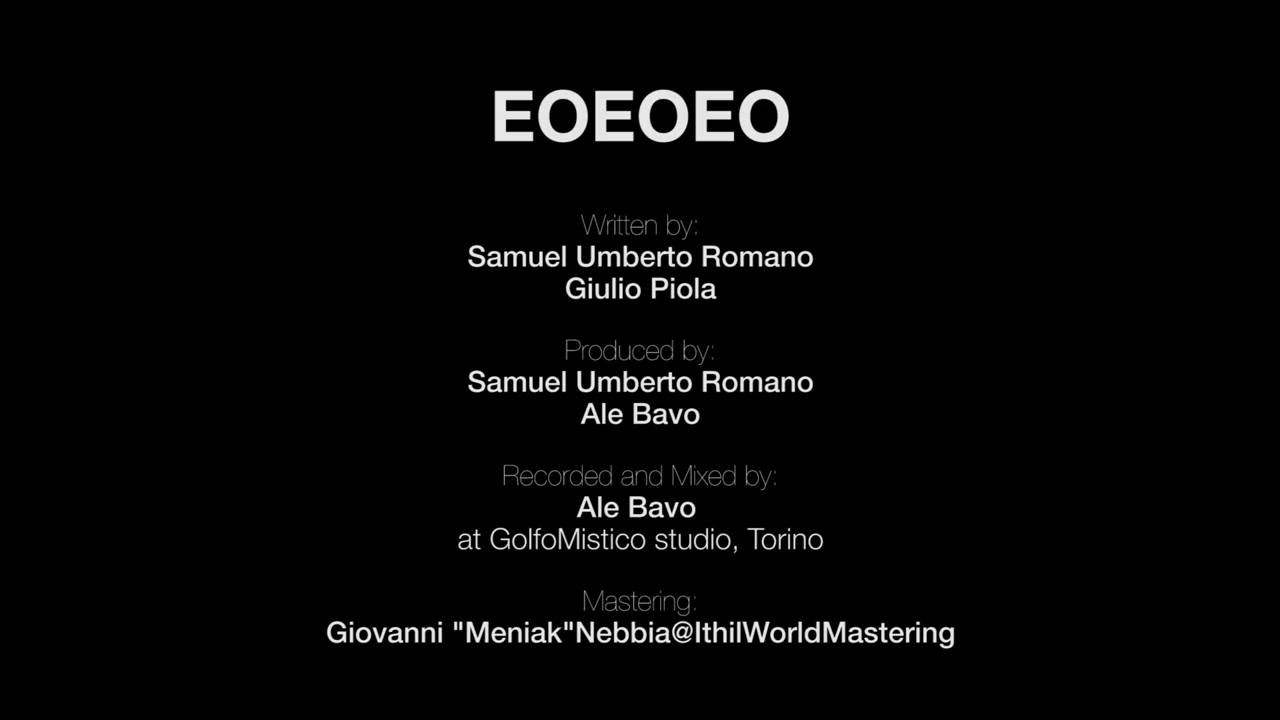 EOEOEO
Written by:
Samuel Umberto Romano
Giulio Piola
Produced by:
Samuel Umberto Romano
Ale Bavo
Recorded and Mixed by:
Ale Bavo
at GolfoMistico studio, Torino
Mastering:
Giovanni "Meniak"Nebbia@IthilWorldMastering